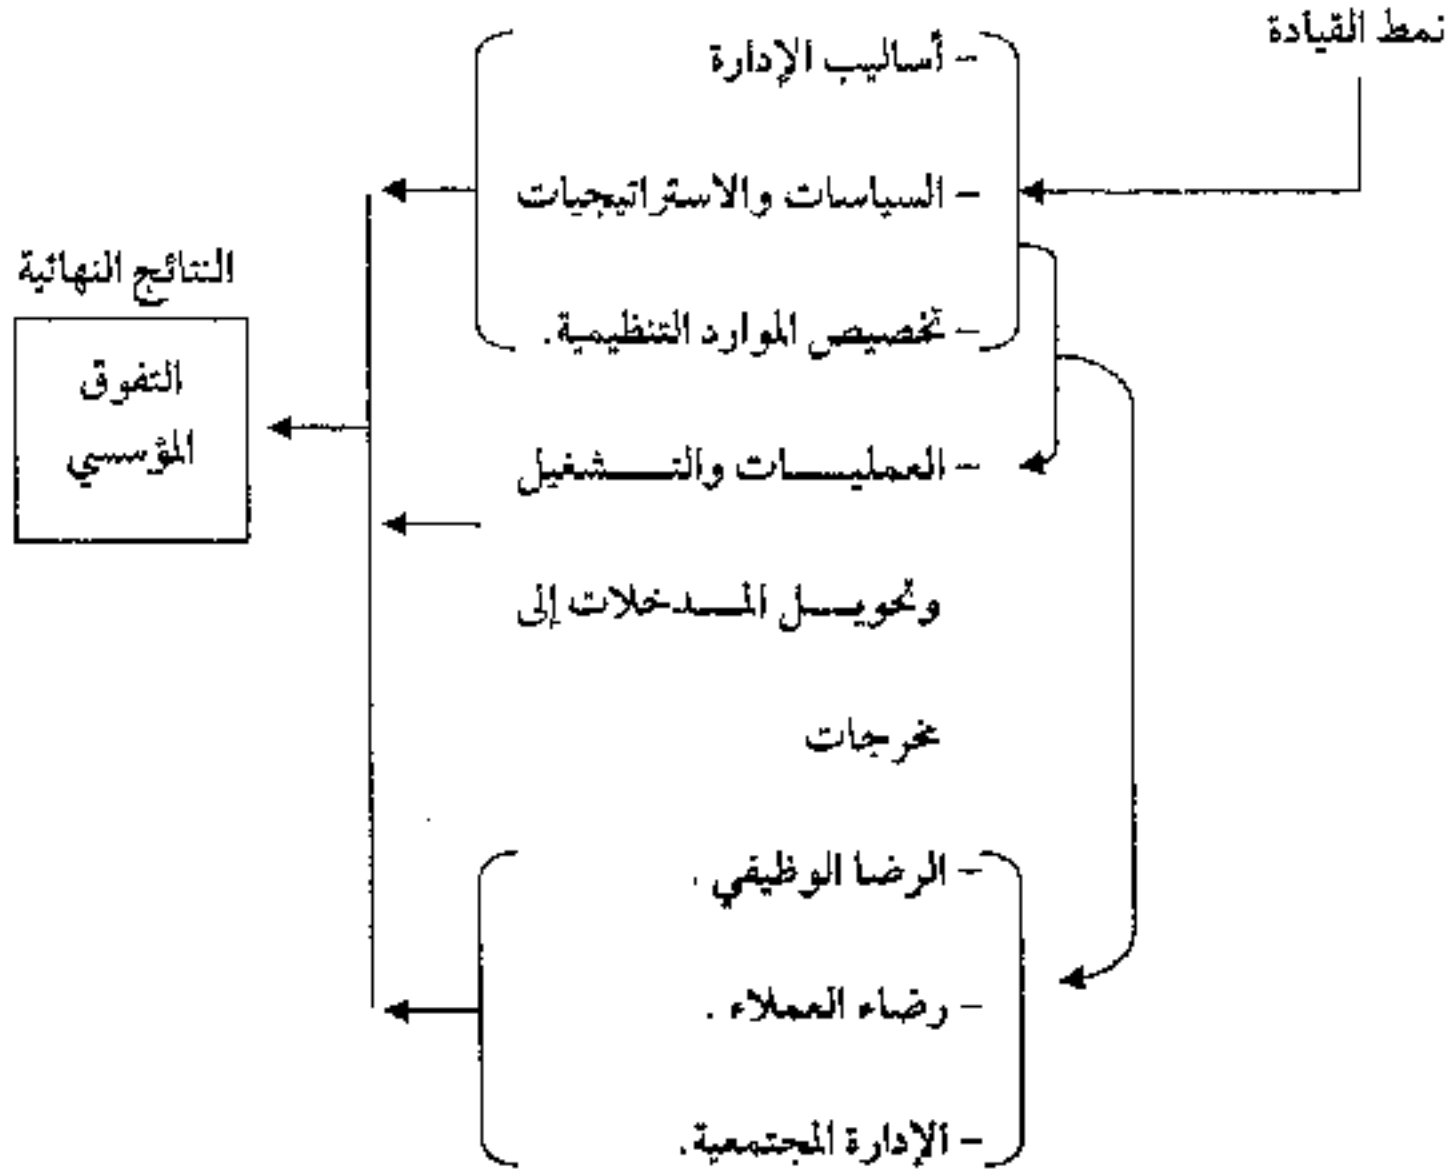 نمط القيادة
- أساليب الإدارة
- السياسات والاستراتيجيات
- تخصيص الموارد التنظيمية.
- العمليات والتشغيل
وتحويل المدخلات إلى
مخرجات
- الرضا الوظيفي .
- رضاء العملاء .
- الإدارة المجتمعية.
النتائج النهائية
التفوق
المؤسسي